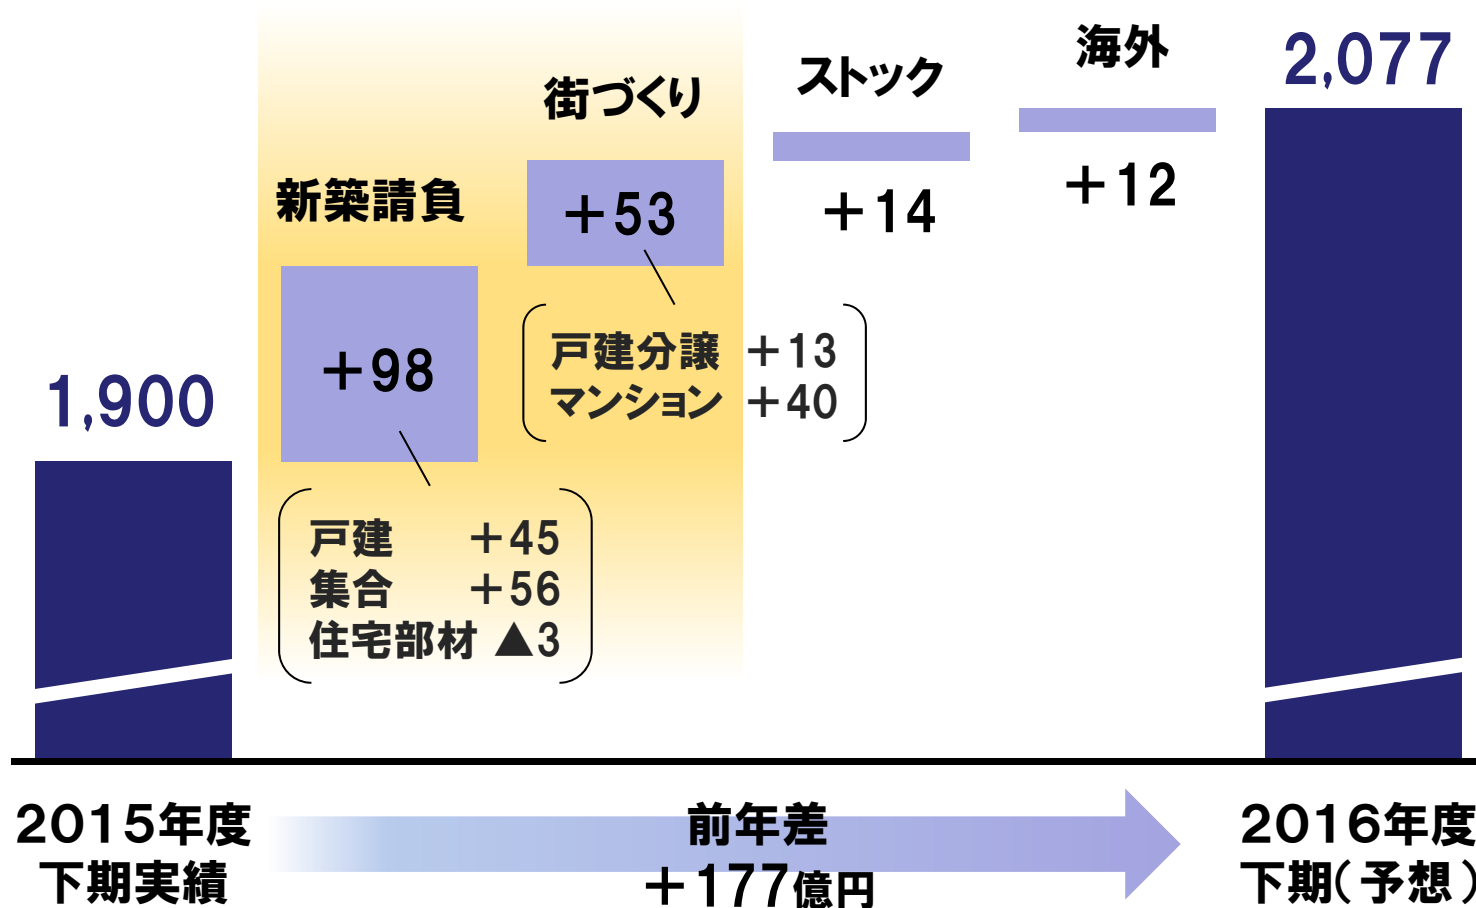 1,900
新築請負
＋98
戸建 ＋45
集合 ＋56
住宅部材 ▲3
街づくり
＋53
戸建分譲 ＋13
マンション ＋40
ストック
＋14
海外
＋12
2,077
2015年度
下期実績
前年差
＋177億円
2016年度
下期(予想)